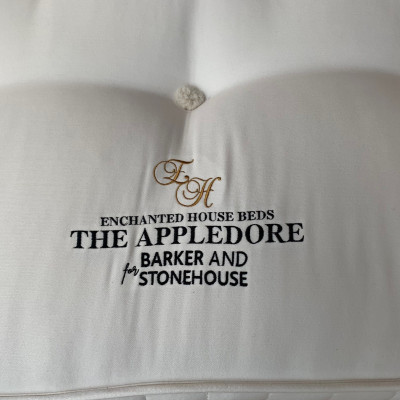 EH
ENCHANTED HOUSE BEDS
THE APPLEDORE
for BARKER AND
STONEHOUSE